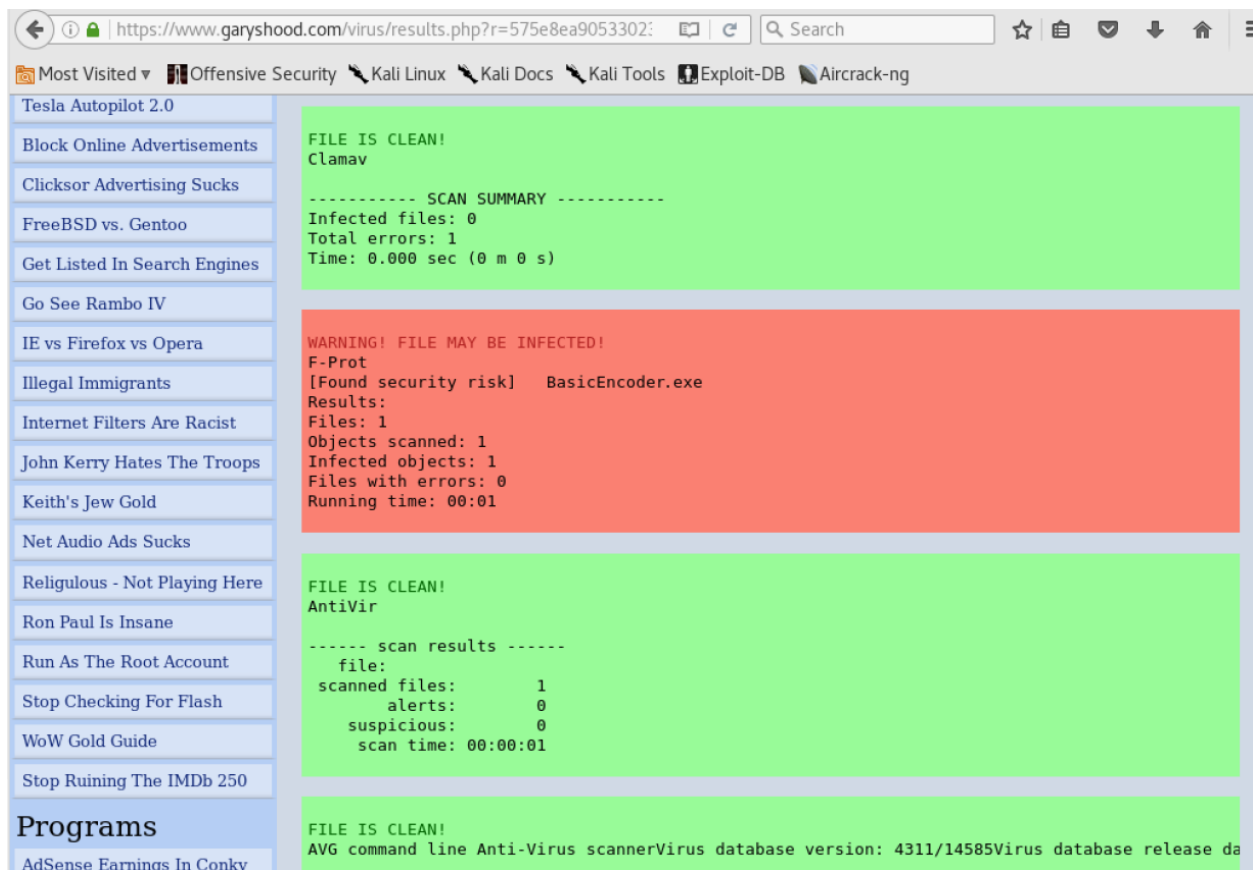 https://www.garyshood.com/virus/results.php?r=575e8ea90533023
Search
Most Visited Offensive Security Kali Linux Kali Docs Kali Tools Exploit-DB Aircrack-ng
Tesla Autopilot 2.0
Block Online Advertisements
Clicksor Advertising Sucks
FreeBSD vs. Gentoo
Get Listed In Search Engines
Go See Rambo IV
IE vs Firefox vs Opera
Illegal Immigrants
Internet Filters Are Racist
John Kerry Hates The Troops
Keith's Jew Gold
Net Audio Ads Sucks
Religulous - Not Playing Here
Ron Paul Is Insane
Run As The Root Account
Stop Checking For Flash
WoW Gold Guide
Stop Ruining The IMDb 250
Programs
AdSense Earnings In Conky
FILE IS CLEAN!
Clamav
----------- SCAN SUMMARY -----------
Infected files: 0
Total errors: 1
Time: 0.000 sec (0 m 0 s)
WARNING! FILE MAY BE INFECTED!
F-Prot
[Found security risk] BasicEncoder.exe
Results:
Files: 1
Objects scanned: 1
Infected objects: 1
Files with errors: 0
Running time: 00:01
FILE IS CLEAN!
AntiVir
------ scan results ------
file:
scanned files: 1
alerts: 0
suspicious: 0
scan time: 00:00:01
FILE IS CLEAN!
AVG command line Anti-Virus scannerVirus database version: 4311/14585Virus database release da